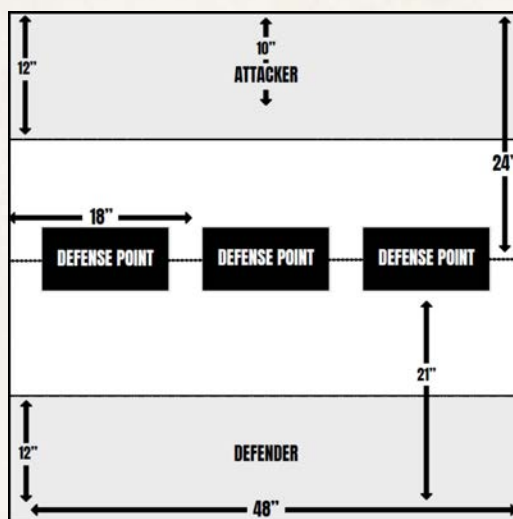 12”
10”
ATTACKER
24”
18”
DEFENSE POINT
DEFENSE POINT
DEFENSE POINT
21”
12”
DEFENDER
48”